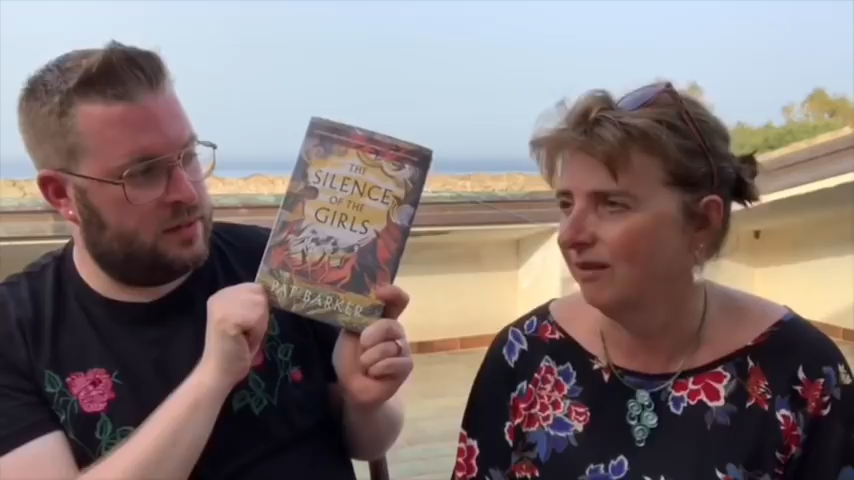 THE
SILENCE
OF THE
GIRLS
PAT BARKER